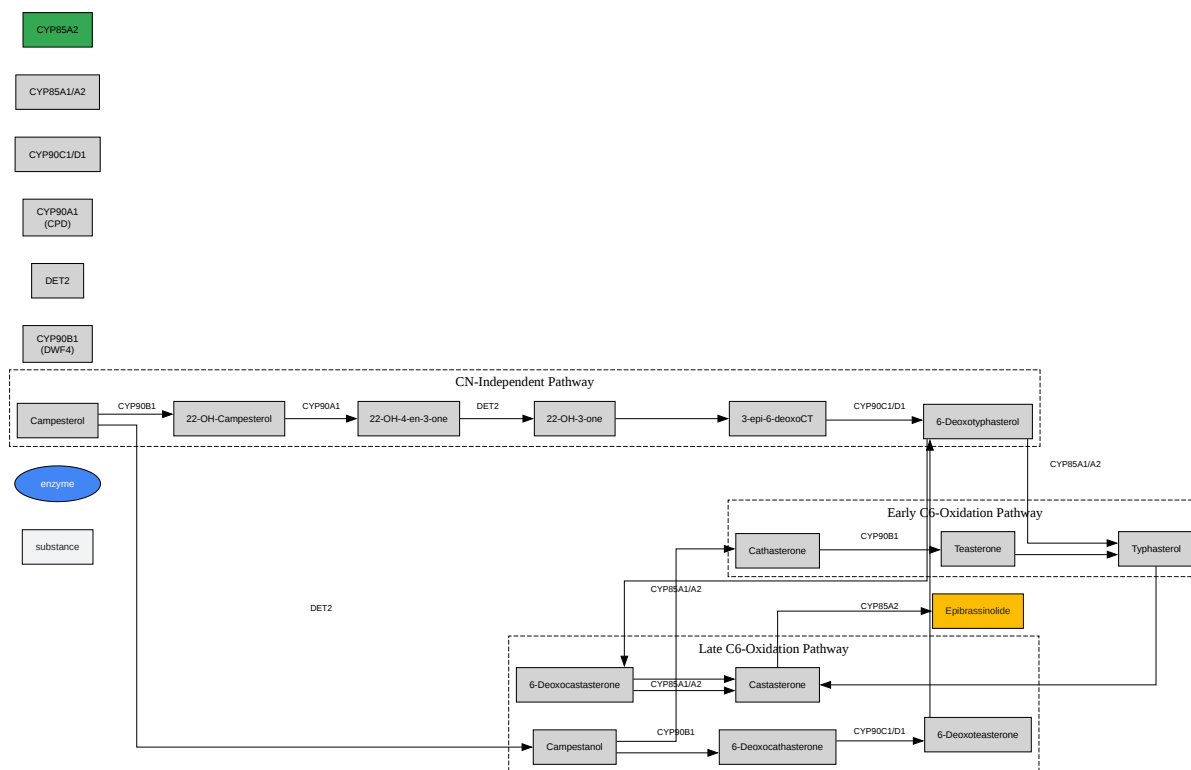 CYP85A2
CYP85A1/A2
CYP90C1/D1
CYP90A1
(CPD)
DET2
CYP90B1
(DWF4)
CN-Independent Pathway
Campesterol
CYP90B1
22-OH-Campesterol
CYP90A1
22-OH-4-en-3-one
DET2
22-OH-3-one
3-epi-6-deoxoCT
CYP90C1/D1
6-Deoxotyphasterol
CYP85A1/A2
enzyme
substance
Early C6-Oxidation Pathway
Cathasterone
CYP90B1
Teasterone
Typhasterol
CYP85A1/A2
DET2
CYP85A2
Epibrassinolide
Late C6-Oxidation Pathway
6-Deoxocastasterone
CYP85A1/A2
Castasterone
Campestanol
CYP90B1
6-Deoxocathasterone
CYP90C1/D1
6-Deoxoteasterone